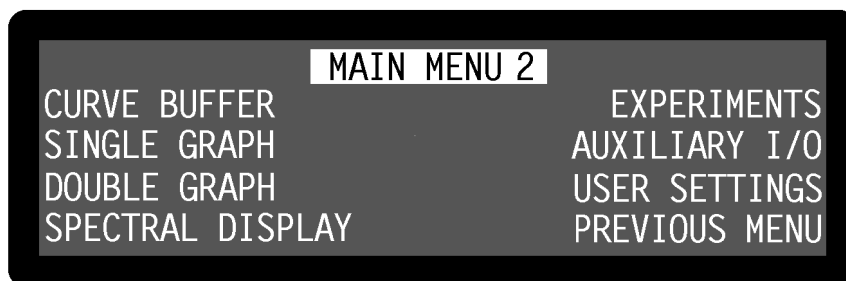 MAIN MENU 2
CURVE BUFFER EXPERIMENTS
SINGLE GRAPH AUXILIARY I/O
DOUBLE GRAPH USER SETTINGS
SPECTRAL DISPLAY PREVIOUS MENU